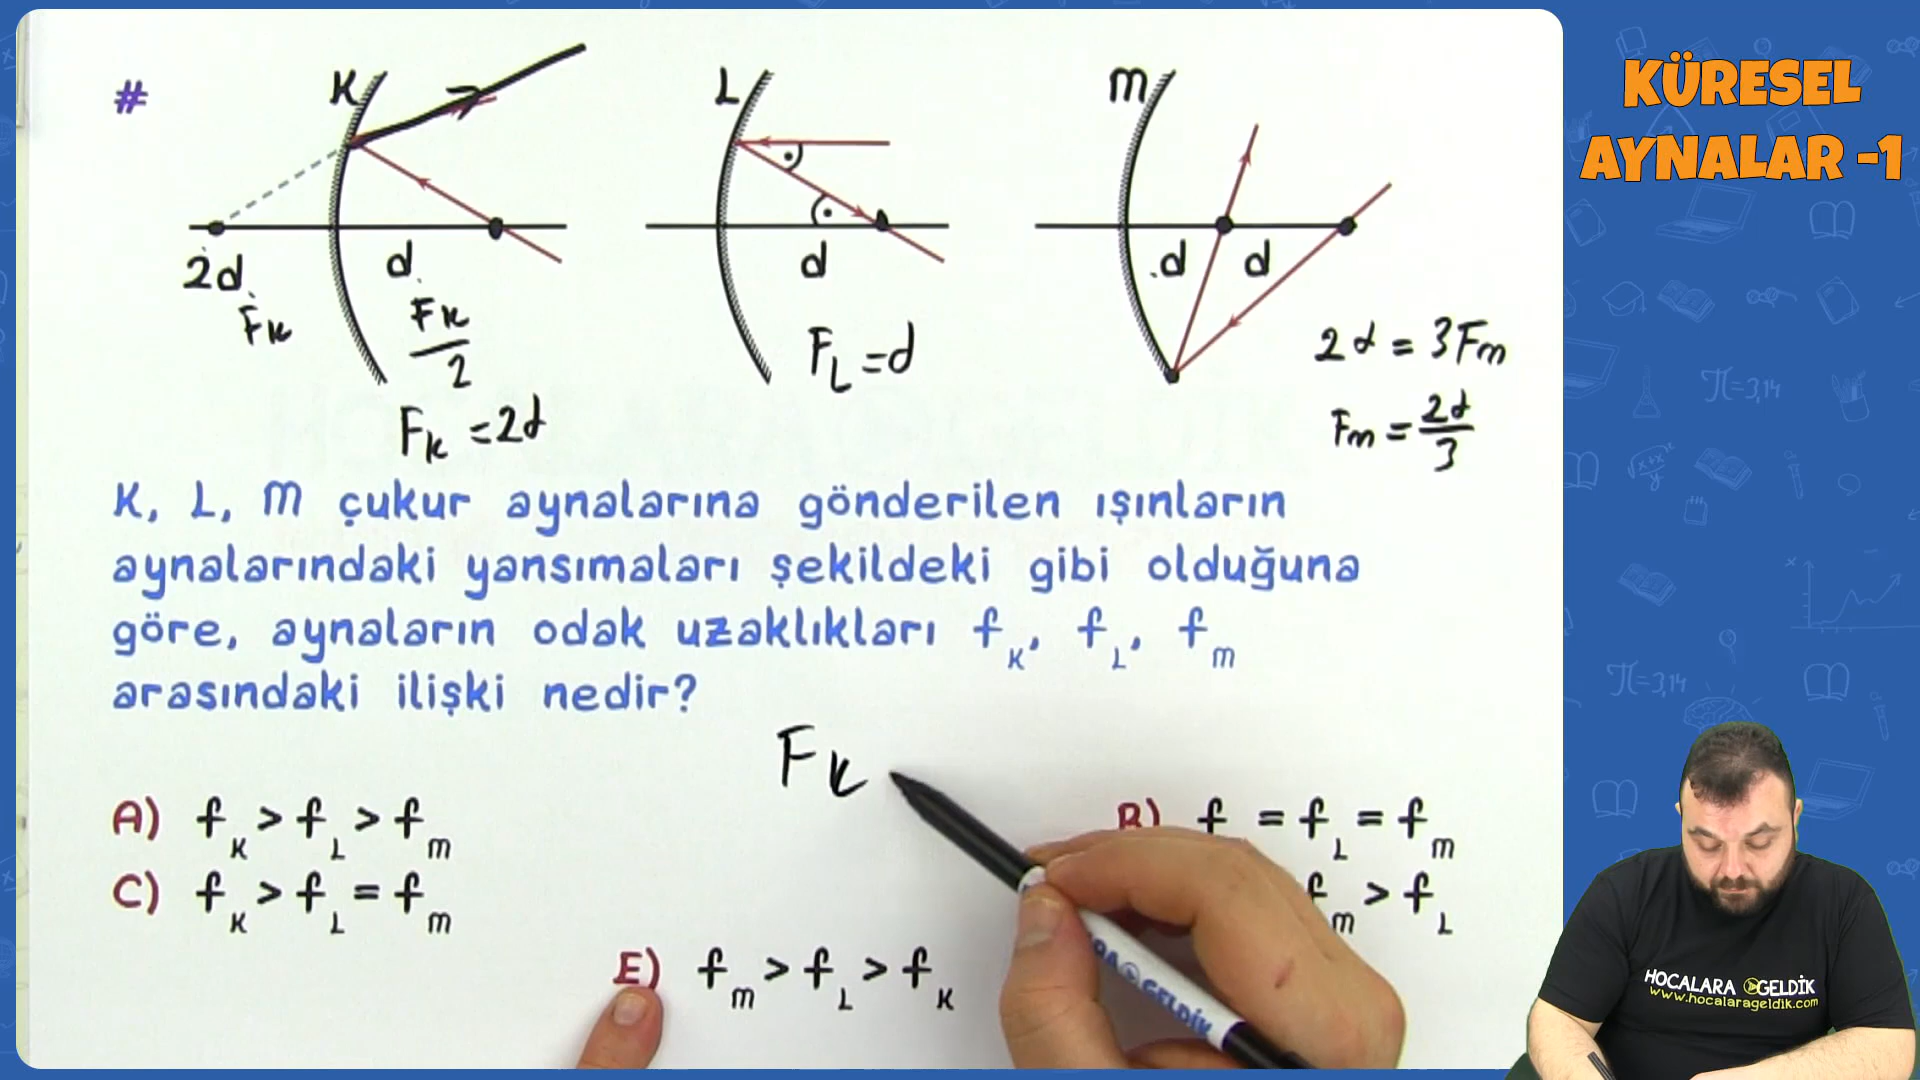 KÜRESEL
AYNALAR -1
#
K
L
M
2d
d
d
.d
d
FK
FK
2
FK = 2d
FL = d
2d = 3Fm
Fm = 2d
3
K, L, M çukur aynalarına gönderilen ışınların
aynalarındaki yansımaları şekildeki gibi olduğuna
göre, aynaların odak uzaklıkları fK, fL, fm
arasındaki ilişki nedir?
FK
A) fK > fL > fm
B) f = fL = fm
C) fK > fL = fm
fm > fL
E) fm > fL > fK
HOCALARA GELDİK
www.hocalarageldik.com